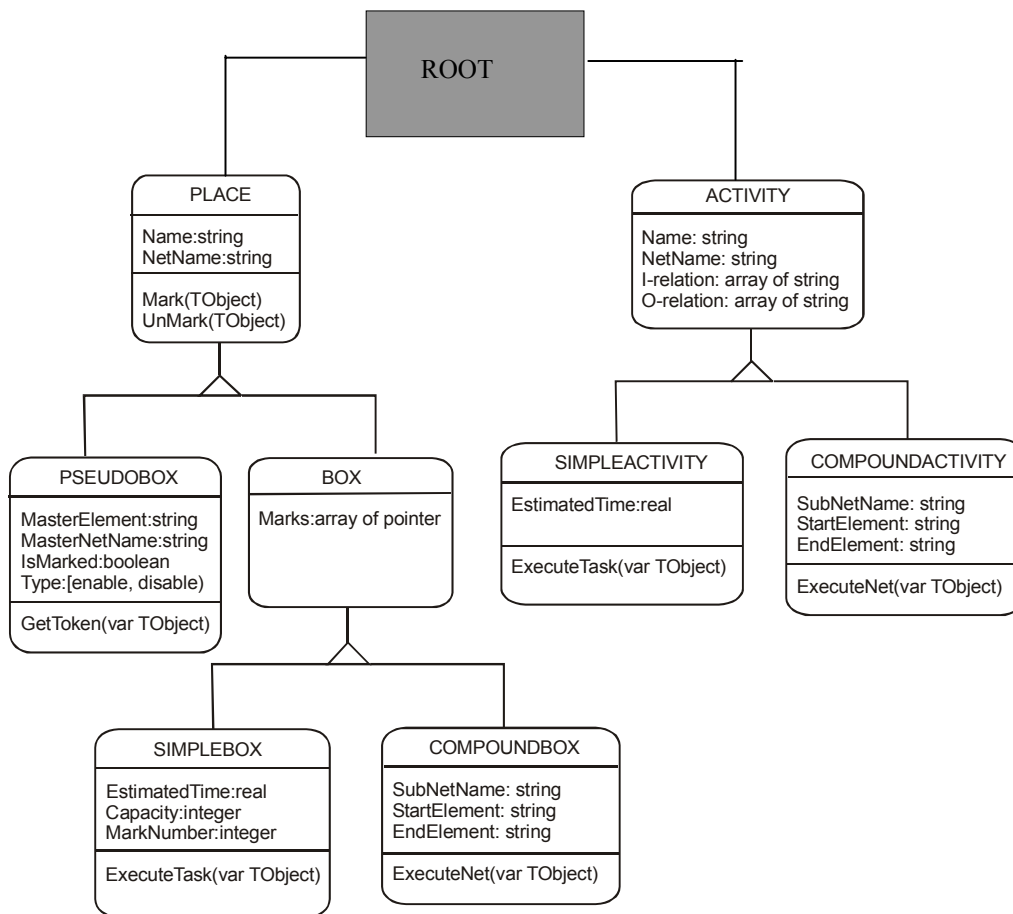 ROOT
PLACE
Name:string
NetName:string
Mark(TObject)
UnMark(TObject)
ACTIVITY
Name: string
NetName: string
I-relation: array of string
O-relation: array of string
PSEUDOBOX
MasterElement:string
MasterNetName:string
IsMarked:boolean
Type:[enable, disable)
GetToken(var TObject)
BOX
Marks:array of pointer
SIMPLEACTIVITY
EstimatedTime:real
ExecuteTask(var TObject)
COMPOUNDACTIVITY
SubNetName: string
StartElement: string
EndElement: string
ExecuteNet(var TObject)
SIMPLEBOX
EstimatedTime:real
Capacity:integer
MarkNumber:integer
ExecuteTask(var TObject)
COMPOUNDBOX
SubNetName: string
StartElement: string
EndElement: string
ExecuteNet(var TObject)